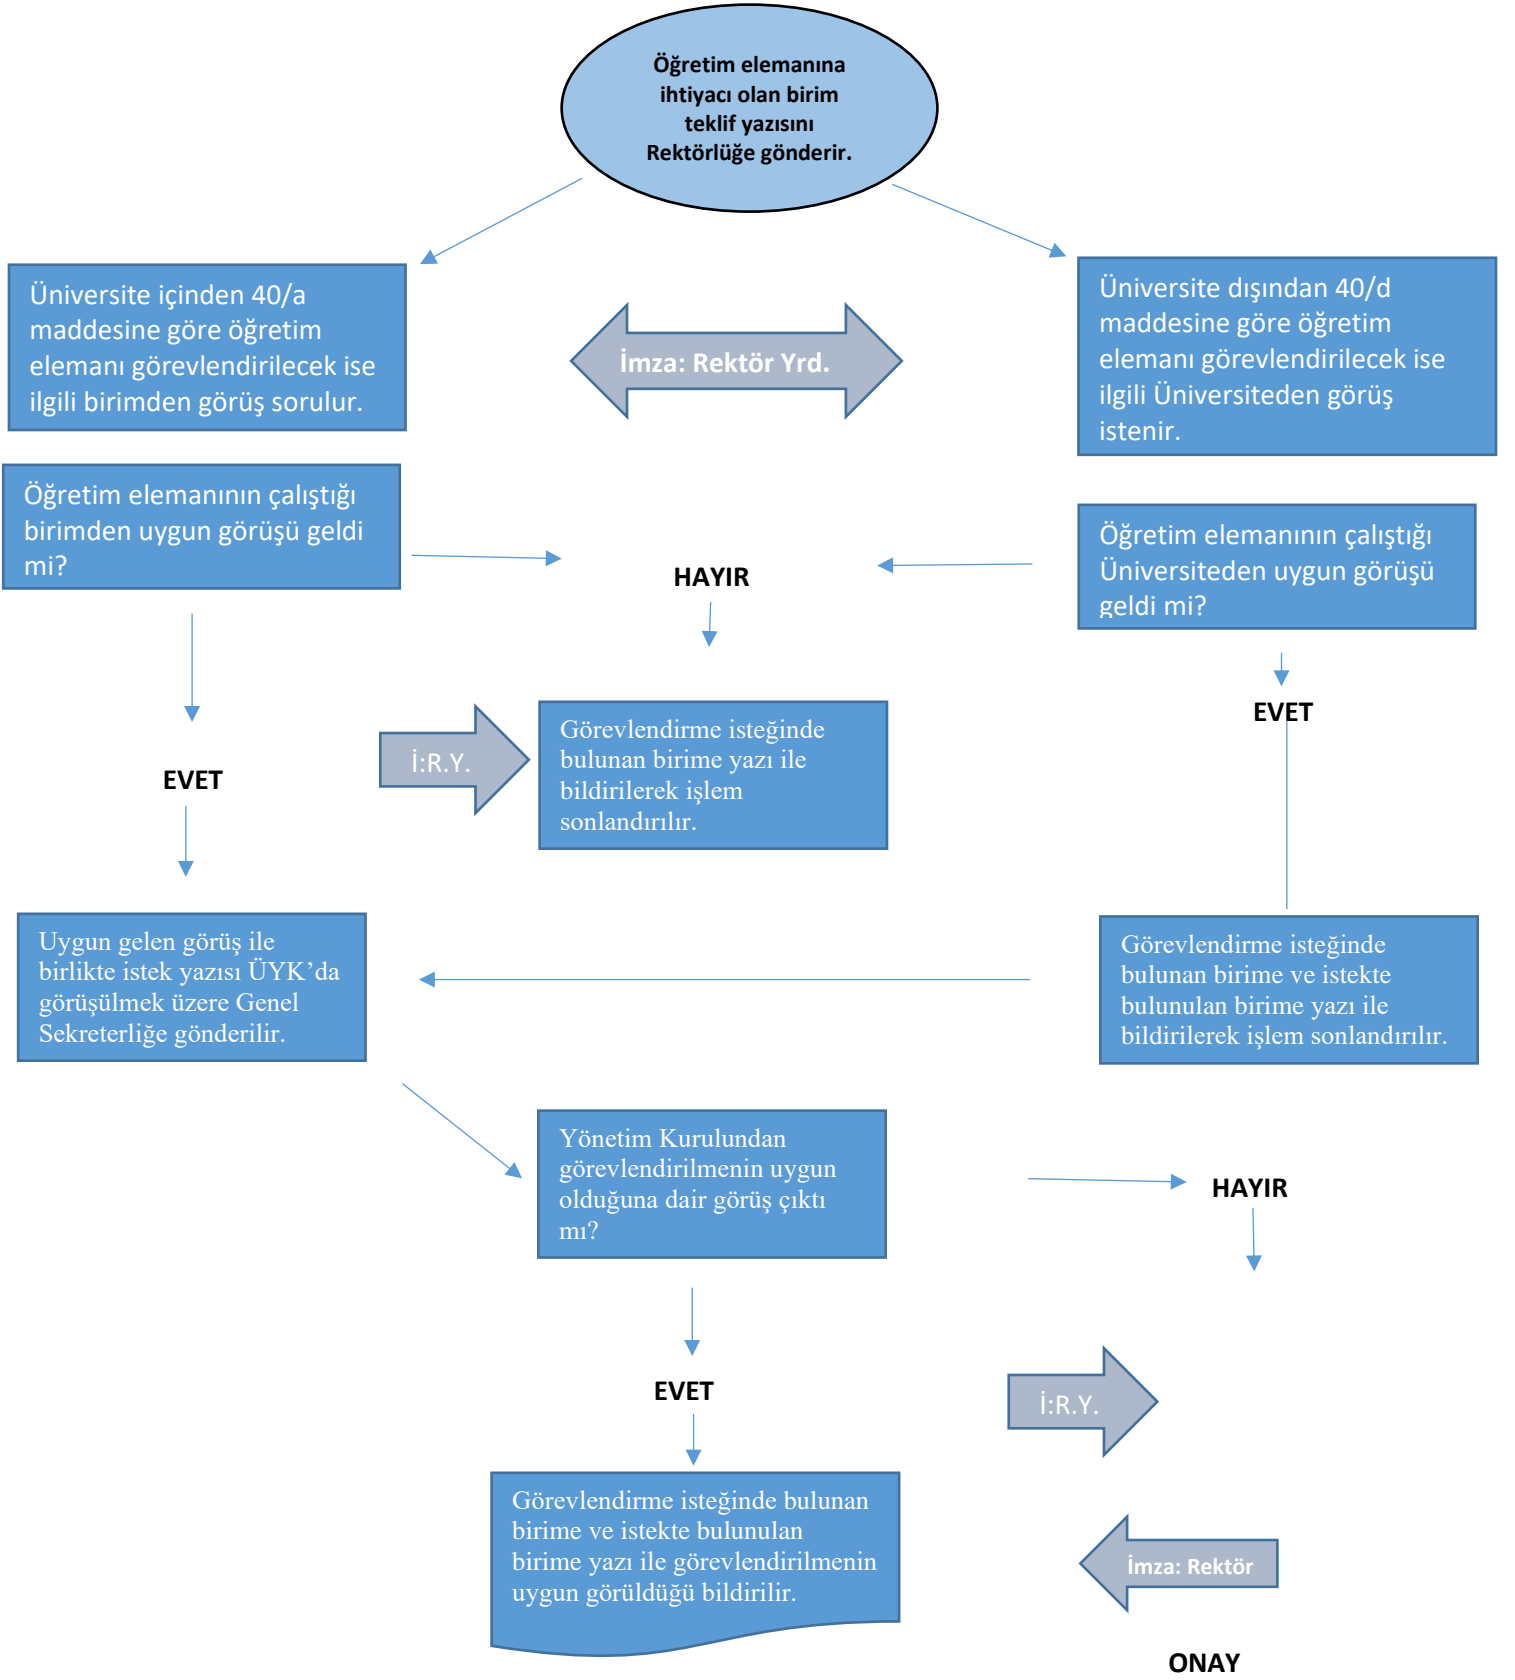 Öğretim elemanına
ihtiyacı olan birim
teklif yazısını
Rektörlüğe gönderir.
Üniversite içinden 40/a
maddesine göre öğretim
elemanı görevlendirilecek ise
ilgili birimden görüş sorulur.
İmza: Rektör Yrd.
Üniversite dışından 40/d
maddesine göre öğretim
elemanı görevlendirilecek ise
ilgili Üniversiteden görüş
istenir.
Öğretim elemanının çalıştığı
birimden uygun görüşü geldi
mi?
HAYIR
Öğretim elemanının çalıştığı
Üniversiteden uygun görüşü
geldi mi?
EVET
İ:R.Y.
Görevlendirme isteğinde
bulunan birime yazı ile
bildirilerek işlem
sonlandırılır.
EVET
Uygun gelen görüş ile
birlikte istek yazısı ÜYK’da
görüşülmek üzere Genel
Sekreterliğe gönderilir.
Görevlendirme isteğinde
bulunan birime ve istekte
bulunulan birime yazı ile
bildirilerek işlem sonlandırılır.
Yönetim Kurulundan
görevlendirilmenin uygun
olduğuna dair görüş çıktı
mı?
HAYIR
EVET
İ:R.Y.
Görevlendirme isteğinde bulunan
birime ve istekte bulunulan
birime yazı ile görevlendirilmenin
uygun görüldüğü bildirilir.
İmza: Rektör
ONAY